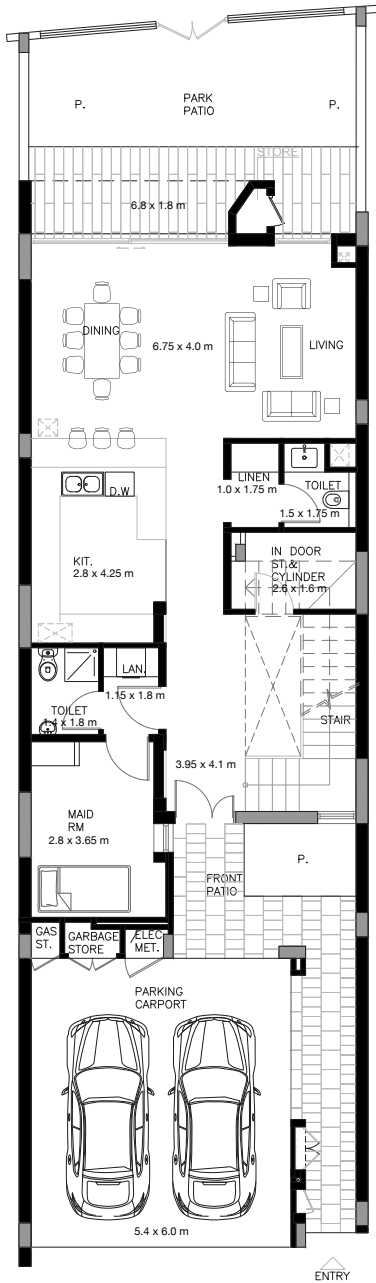 P.
PARK
PATIO
P.
STORE
6.8 x 1.8 m
DINING
6.75 x 4.0 m
LIVING
D.W
LINEN
1.0 x 1.75 m
TOILET
1.5 x 1.75 m
KIT.
2.8 x 4.25 m
IN DOOR
ST.&
CYLINDER
2.6 x 1.6 m
LAN.
1.15 x 1.8 m
TOILET
1.4 x 1.8 m
STAIR
3.95 x 4.1 m
MAID
RM
2.8 x 3.65 m
P.
FRONT
PATIO
GAS
ST.
GARBAGE
STORE
ELEC
MET.
PARKING
CARPORT
5.4 x 6.0 m
ENTRY